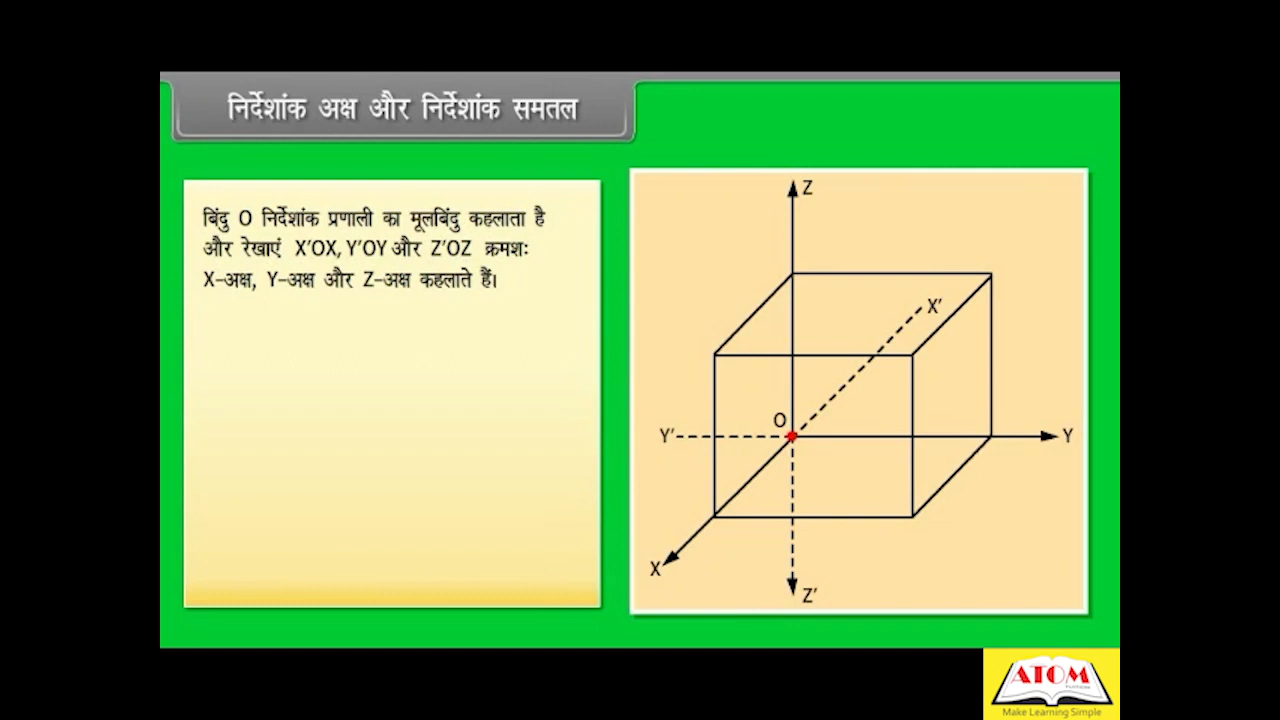 निर्देशांक अक्ष और निर्देशांक समतल
बिंदु O निर्देशांक प्रणाली का मूलबिंदु कहलाता है
और रेखाएं X'OX, Y'OY और Z'OZ क्रमशः
X-अक्ष, Y-अक्ष और Z-अक्ष कहलाते हैं।
Z
X'
O
Y'
Y
X
Z'
ATOM
Make Learning Simple